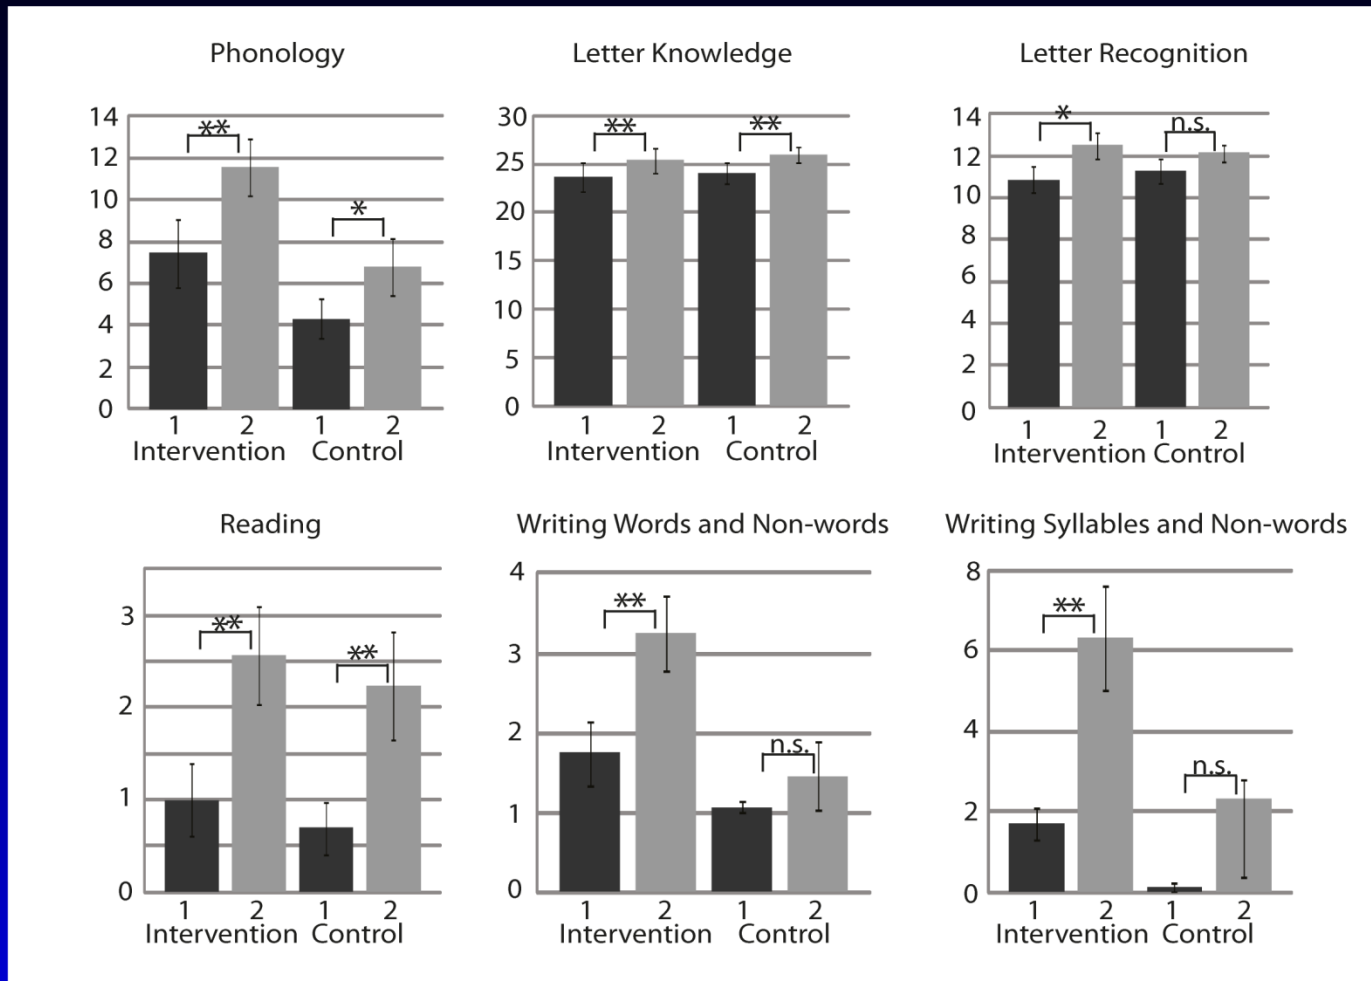 Phonology
14
12
10
8
6
4
2
0
**
*
1 2 1 2
Intervention Control
Letter Knowledge
30
25
20
15
10
5
0
**
**
1 2 1 2
Intervention Control
Letter Recognition
14
12
10
8
6
4
2
0
*
n.s.
1 2 1 2
Intervention Control
Reading
3
2
1
0
**
**
1 2 1 2
Intervention Control
Writing Words and Non-words
4
3
2
1
0
**
n.s.
1 2 1 2
Intervention Control
Writing Syllables and Non-words
8
6
4
2
0
**
n.s.
1 2 1 2
Intervention Control